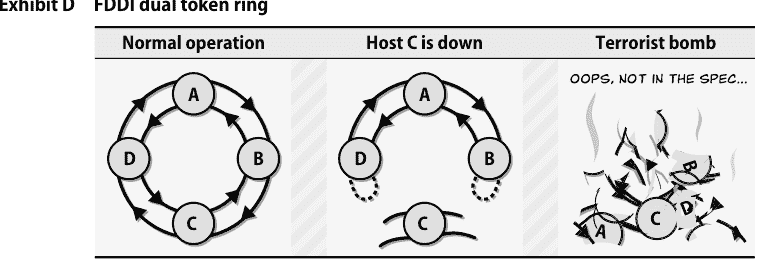 Exhibit D FDDI dual token ring
Normal operation
Host C is down
Terrorist bomb
OOPS, NOT IN THE SPEC...
A
D
B
C
A
D
B
C
B
D
C
A